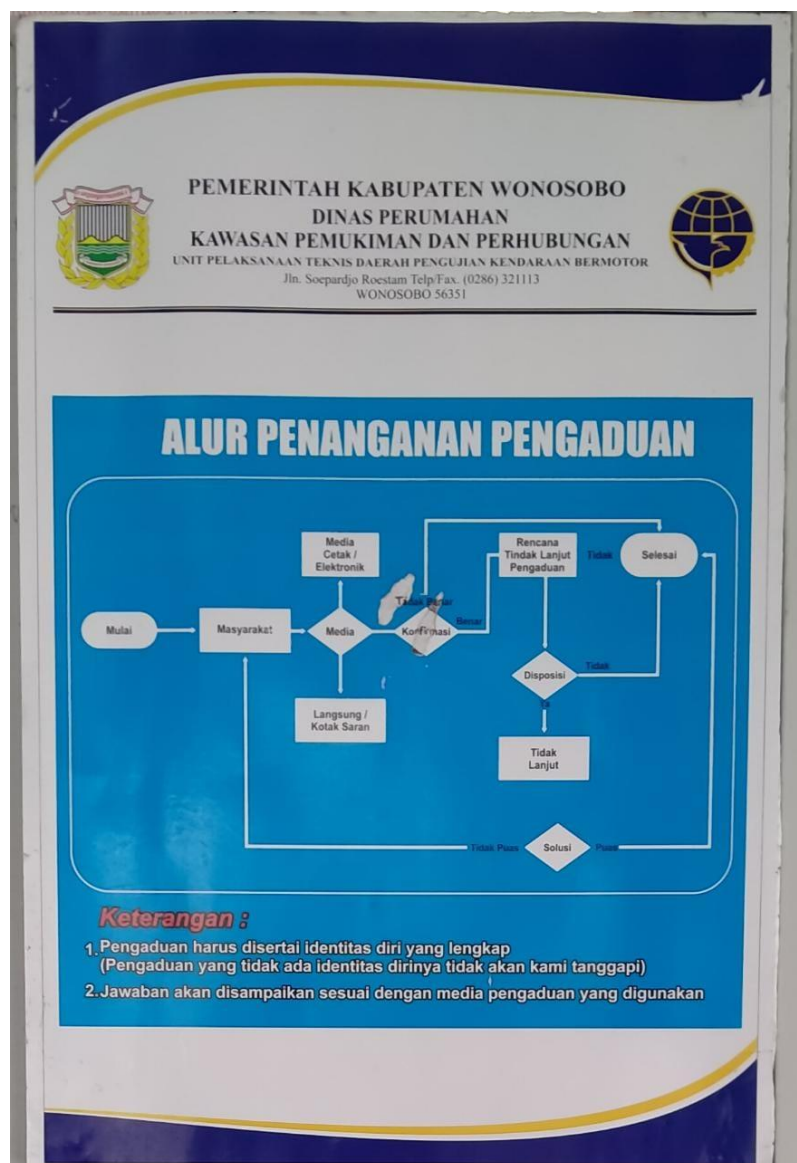 PEMERINTAH KABUPATEN WONOSOBO
DINAS PERUMAHAN
KAWASAN PEMUKIMAN DAN PERHUBUNGAN
UNIT PELAKSANAAN TEKNIS DAERAH PENGUJIAN KENDARAAN BERMOTOR
Jln. Soepardjo Roestam Telp/Fax. (0286) 321113
WONOSOBO 56351
ALUR PENANGANAN PENGADUAN
Mulai
Masyarakat
Media
Cetak /
Elektronik
Media
Langsung /
Kotak Saran
Tidak Benar
Konfirmasi
Benar
Rencana
Tindak Lanjut
Pengaduan
Tidak
Selesai
Disposisi
Tidak
Ya
Tidak
Lanjut
Tidak Puas
Solusi
Puas
Keterangan :
1. Pengaduan harus disertai identitas diri yang lengkap
(Pengaduan yang tidak ada identitas dirinya tidak akan kami tanggapi)
2. Jawaban akan disampaikan sesuai dengan media pengaduan yang digunakan